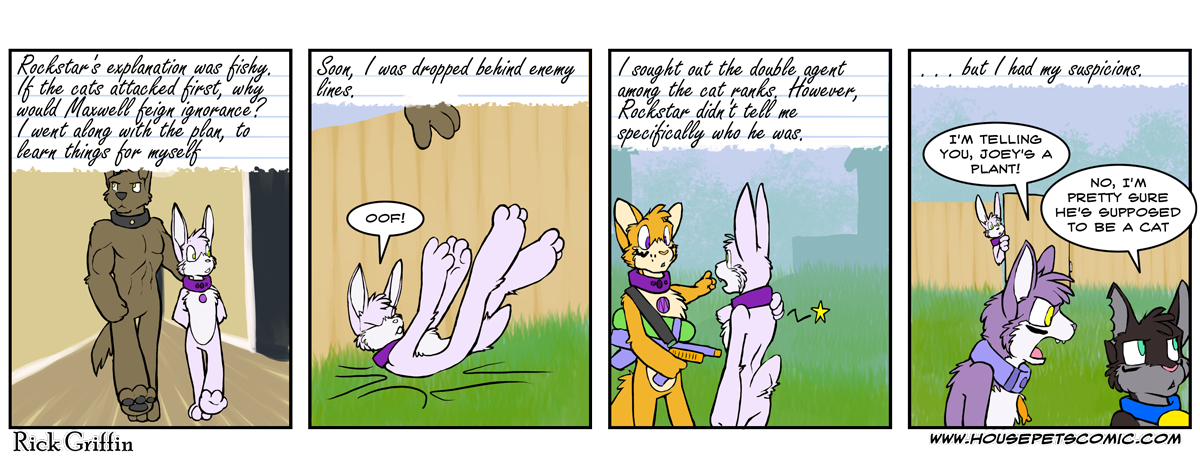 Rockstar's explanation was fishy.
If the cats attacked first, why
would Maxwell feign ignorance?
I went along with the plan, to
learn things for myself
Soon, I was dropped behind enemy
lines.
OOF!
I sought out the double agent
among the cat ranks. However,
Rockstar didn't tell me
specifically who he was.
. . . but I had my suspicions.
I'M TELLING
YOU, JOEY'S A
PLANT!
NO, I'M
PRETTY SURE
HE'S SUPPOSED
TO BE A CAT
Rick Griffin
WWW.HOUSEPETSCOMIC.COM